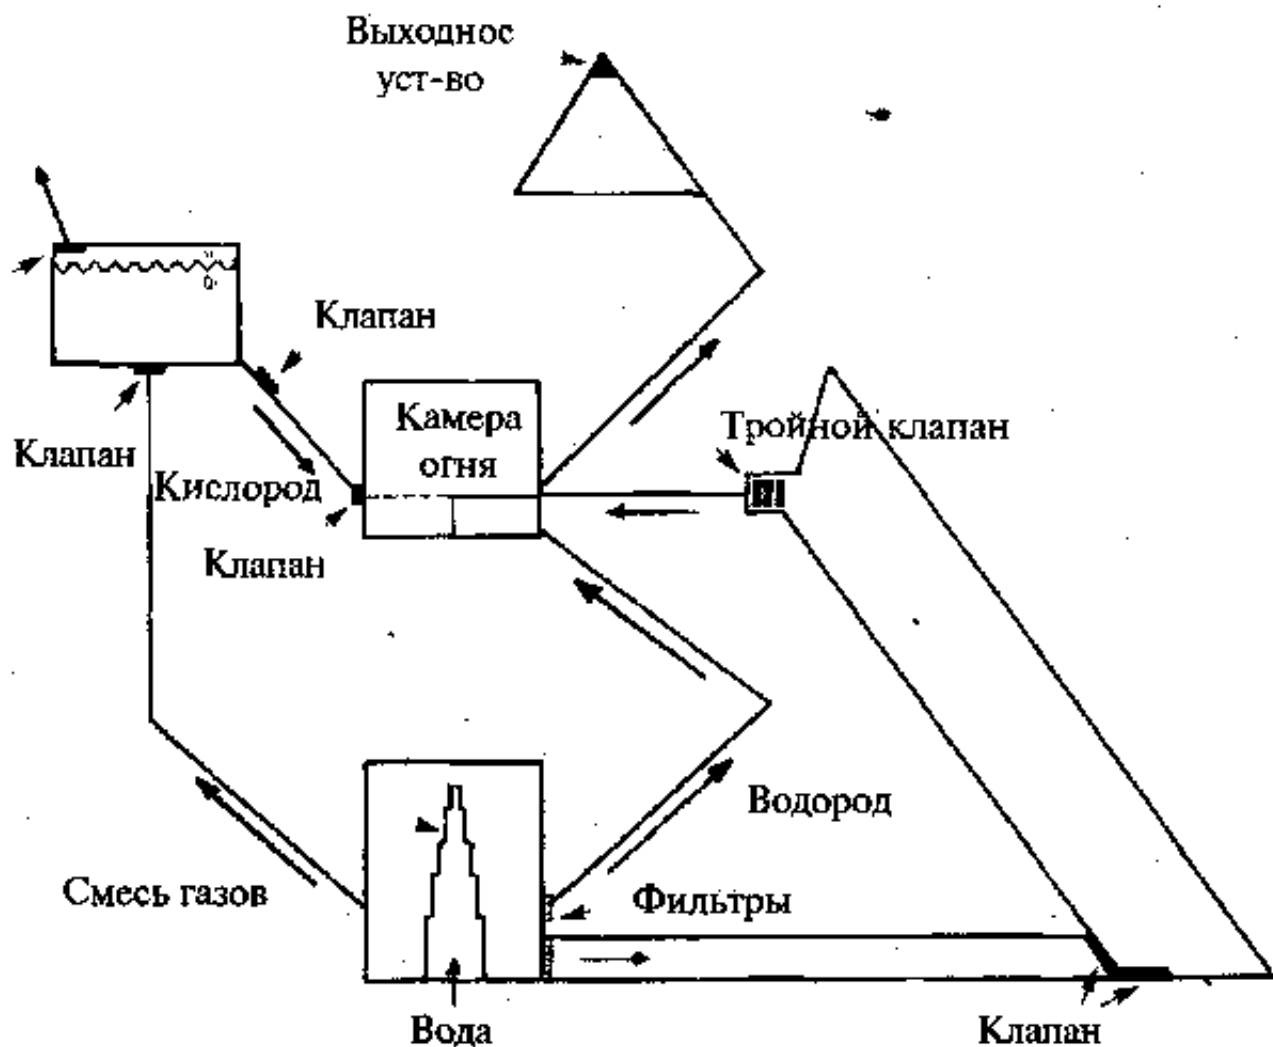 Выходнос
уст-во
Клапан
Камера
огня
Тройной клапан
Клапан
Кислород
Клапан
Водород
Смесь газов
Фильтры
Вода
Клапан